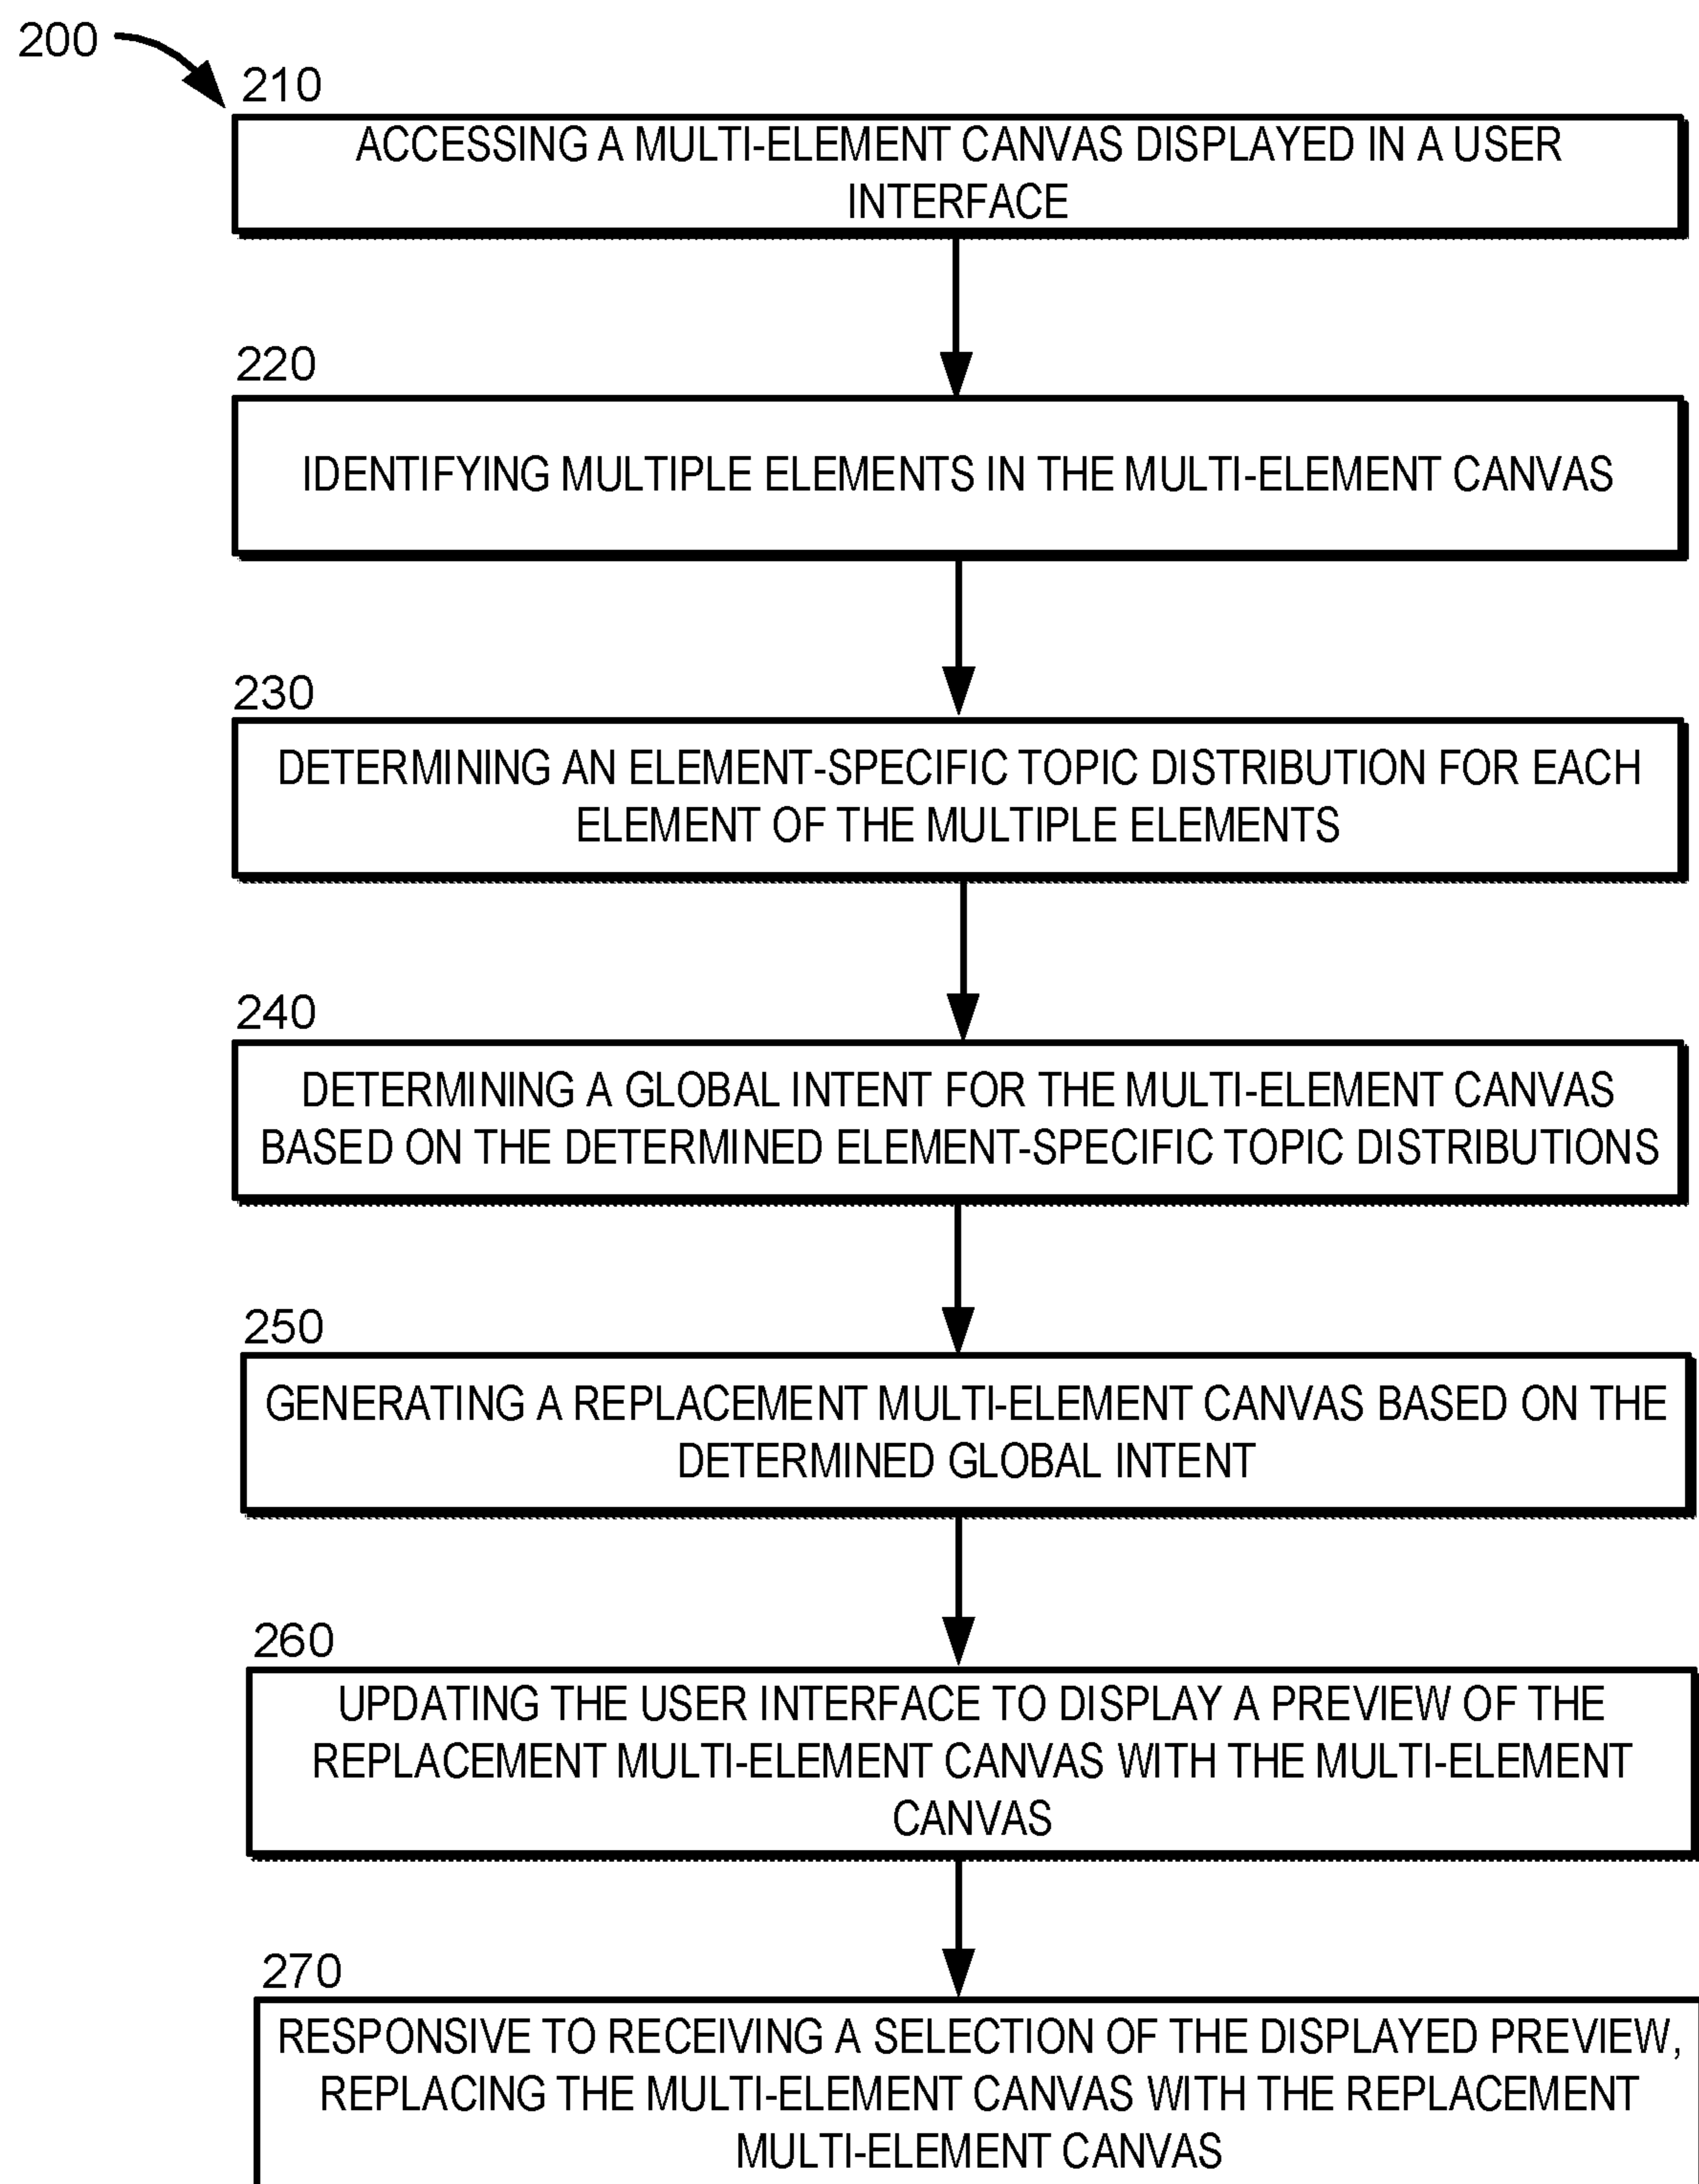 200
210
ACCESSING A MULTI-ELEMENT CANVAS DISPLAYED IN A USER
INTERFACE
220
IDENTIFYING MULTIPLE ELEMENTS IN THE MULTI-ELEMENT CANVAS
230
DETERMINING AN ELEMENT-SPECIFIC TOPIC DISTRIBUTION FOR EACH
ELEMENT OF THE MULTIPLE ELEMENTS
240
DETERMINING A GLOBAL INTENT FOR THE MULTI-ELEMENT CANVAS
BASED ON THE DETERMINED ELEMENT-SPECIFIC TOPIC DISTRIBUTIONS
250
GENERATING A REPLACEMENT MULTI-ELEMENT CANVAS BASED ON THE
DETERMINED GLOBAL INTENT
260
UPDATING THE USER INTERFACE TO DISPLAY A PREVIEW OF THE
REPLACEMENT MULTI-ELEMENT CANVAS WITH THE MULTI-ELEMENT
CANVAS
270
RESPONSIVE TO RECEIVING A SELECTION OF THE DISPLAYED PREVIEW,
REPLACING THE MULTI-ELEMENT CANVAS WITH THE REPLACEMENT
MULTI-ELEMENT CANVAS